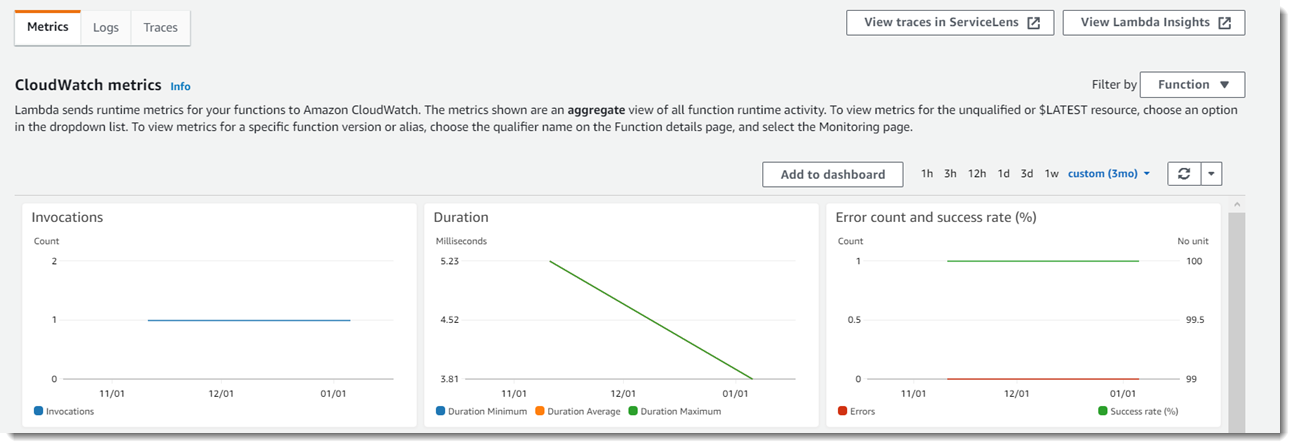 Metrics
Logs
Traces
View traces in ServiceLens
View Lambda Insights
CloudWatch metrics Info
Filter by Function
Lambda sends runtime metrics for your functions to Amazon CloudWatch. The metrics shown are an aggregate view of all function runtime activity. To view metrics for the unqualified or $LATEST resource, choose an option
in the dropdown list. To view metrics for a specific function version or alias, choose the qualifier name on the Function details page, and select the Monitoring page.
Add to dashboard
1h 3h 12h 1d 3d 1w custom (3mo)
Invocations
Count
2
1
0
11/01 12/01 01/01
Invocations
Duration
Milliseconds
5.23
4.52
3.81
11/01 12/01 01/01
Duration Minimum Duration Average Duration Maximum
Error count and success rate (%)
Count No unit
1 100
0.5 99.5
0 99
11/01 12/01 01/01
Errors Success rate (%)